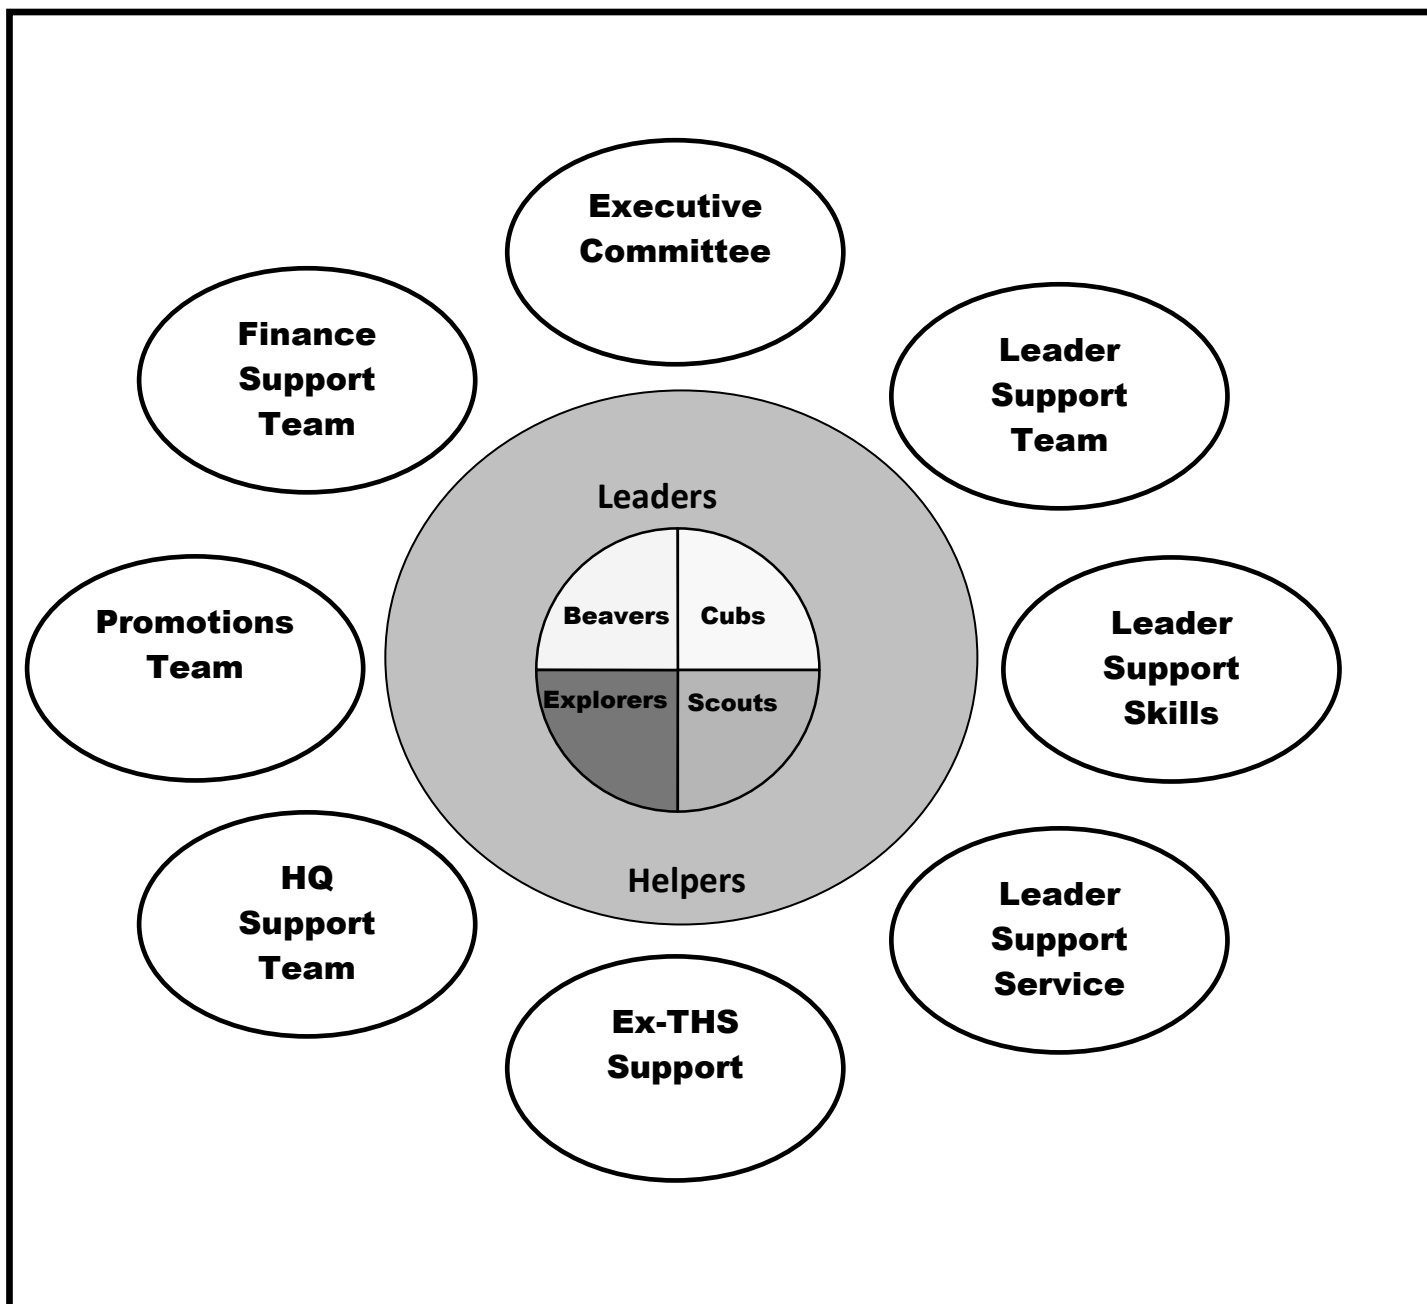 Executive
Committee
Finance
Support
Team
Leader
Support
Team
Leaders
Beavers
Cubs
Explorers
Scouts
Helpers
Promotions
Team
Leader
Support
Skills
HQ
Support
Team
Leader
Support
Service
Ex-THS
Support